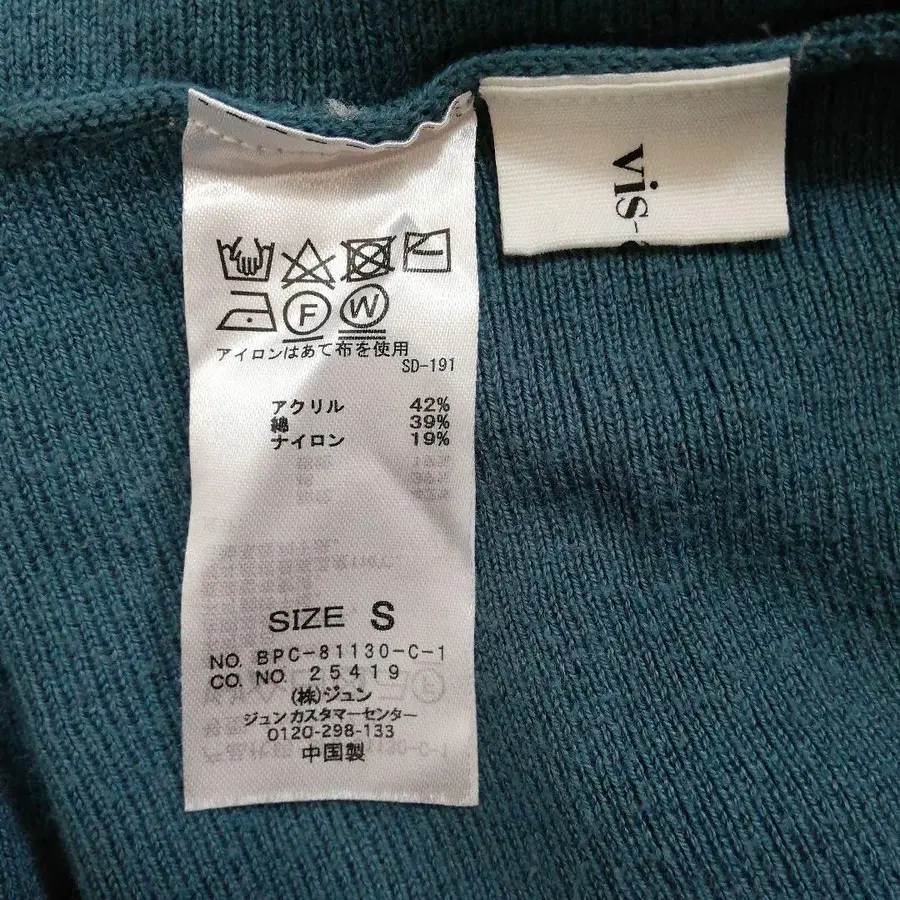 F W
アイロンはあて布を使用
SD-191
アクリル 42%
綿 39%
ナイロン 19%
SIZE S
NO. BPC-81130-C-1
CO. NO. 25419
(株)ジュン
ジュンカスタマーセンター
0120-298-133
中国製
vis-